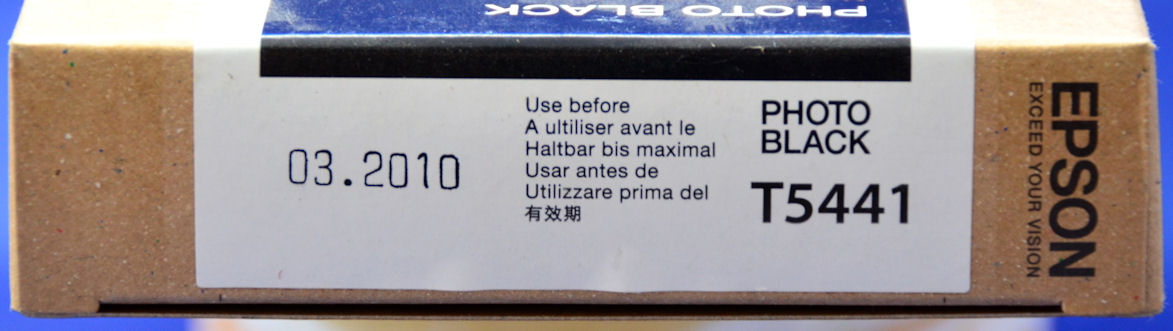 PHOTO BLACK
03.2010
Use before
A ultiliser avant le
Haltbar bis maximal
Usar antes de
Utilizzare prima del
有效期
PHOTO
BLACK
T5441
EPSON
EXCEED YOUR VISION